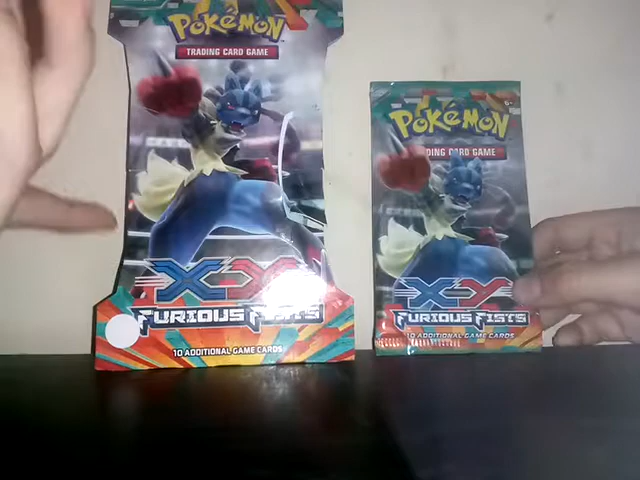 POKéMON
TRADING CARD GAME
XY
FURIOUS FISTS
10 ADDITIONAL GAME CARDS
POKéMON
DING CARD GAME
XY
FURIOUS FISTS
10 ADDITIONAL GAME CARDS